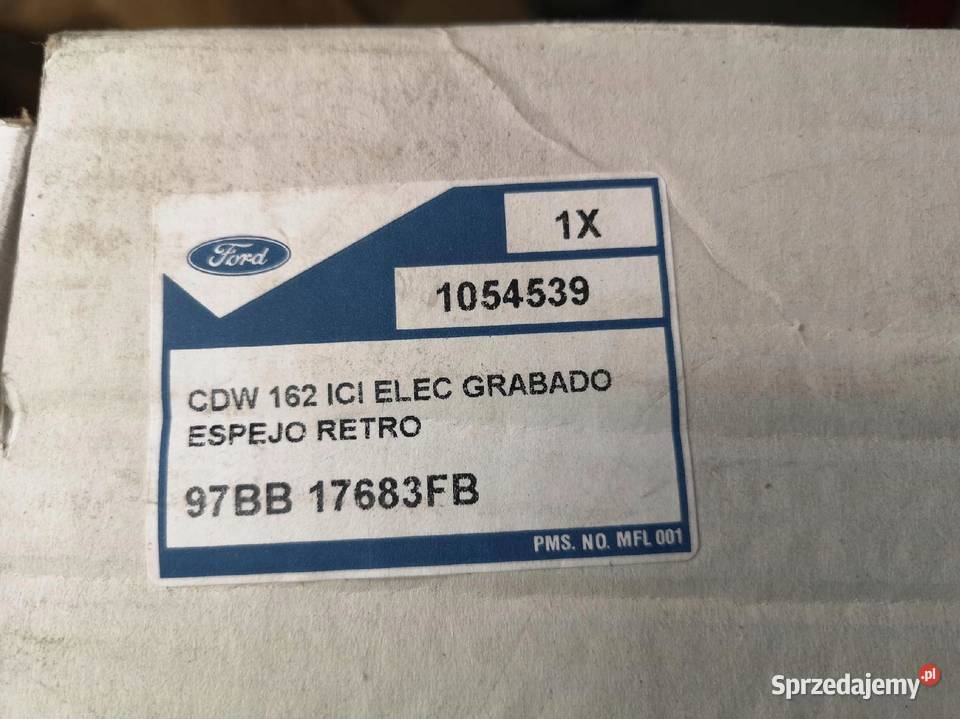 Ford
1X
1054539
CDW 162 ICI ELEC GRABADO
ESPEJO RETRO
97BB 17683FB
PMS. NO. MFL 001
Sprzedajemy.pl